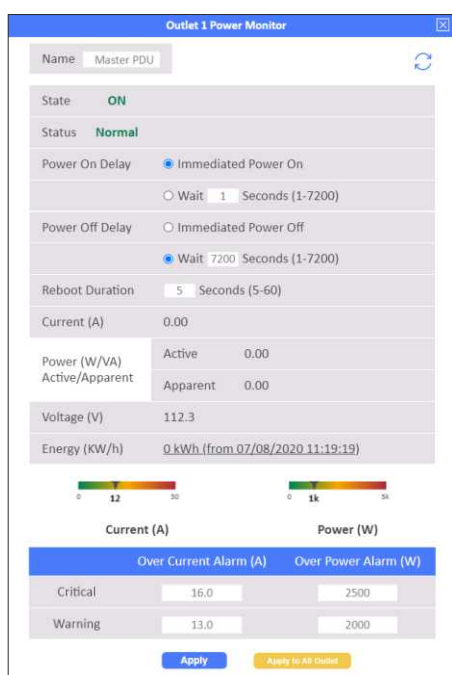 Outlet 1 Power Monitor
Name Master PDU
State ON
Status Normal
Power On Delay Immediated Power On
Wait 1 Seconds (1-7200)
Power Off Delay Immediated Power Off
Wait 7200 Seconds (1-7200)
Reboot Duration 5 Seconds (5-60)
Current (A) 0.00
Power (W/VA)
Active/Apparent
Active 0.00
Apparent 0.00
Voltage (V) 112.3
Energy (KW/h) 0 kWh (from 07/08/2020 11:19:19)
0 12 30
0 1k 5k
Current (A) Power (W)
Over Current Alarm (A) Over Power Alarm (W)
Critical 16.0 2500
Warning 13.0 2000
Apply Apply to All Outlet